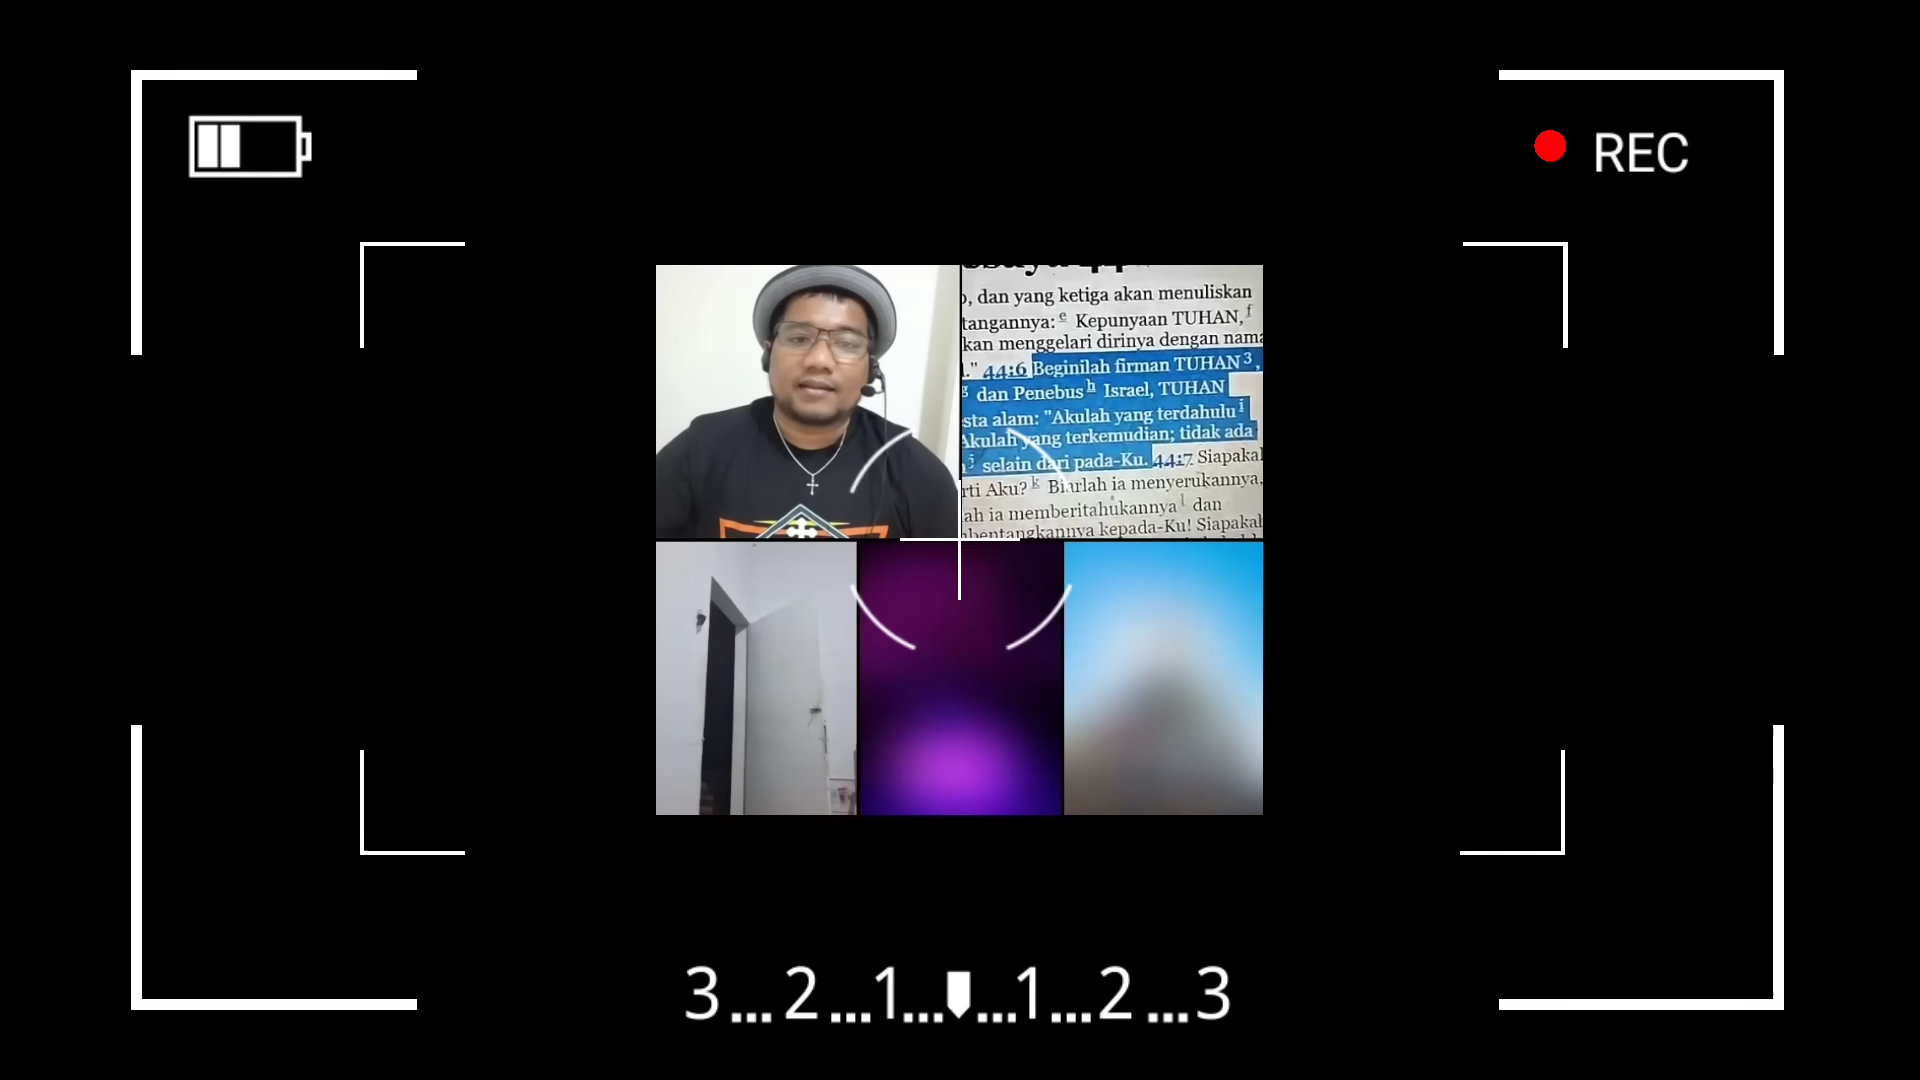 REC
, dan yang ketiga akan menuliskan
tangannya: e Kepunyaan TUHAN, f
kan menggelari dirinya dengan nama
." 44:6 Beginilah firman TUHAN 3,
g dan Penebus h Israel, TUHAN
sta alam: "Akulah yang terdahulu i
Akulah yang terkemudian; tidak ada
j selain dari pada-Ku. 44:7 Siapakah
rti Aku? k Biarlah ia menyerukannya,
ah ia memberitahukannya l dan
bentangkannya kepada-Ku! Siapakah
3...2...1...1...2...3